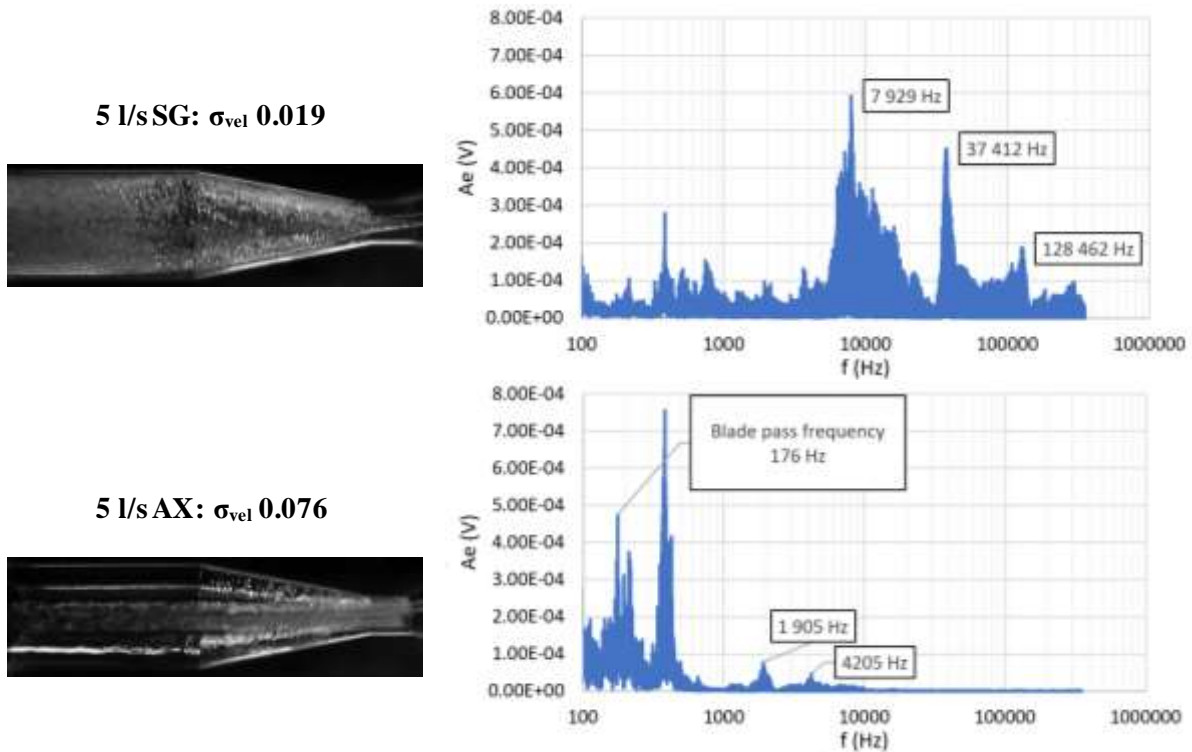 5 l/s SG: σvel 0.019
8.00E-04
7.00E-04
6.00E-04
5.00E-04
4.00E-04
3.00E-04
2.00E-04
1.00E-04
0.00E+00
Ae (V)
7 929 Hz
37 412 Hz
128 462 Hz
100
1000
10000
100000
1000000
f (Hz)
5 l/s AX: σvel 0.076
8.00E-04
7.00E-04
6.00E-04
5.00E-04
4.00E-04
3.00E-04
2.00E-04
1.00E-04
0.00E+00
Ae (V)
Blade pass frequency
176 Hz
1 905 Hz
4205 Hz
100
1000
10000
100000
1000000
f (Hz)